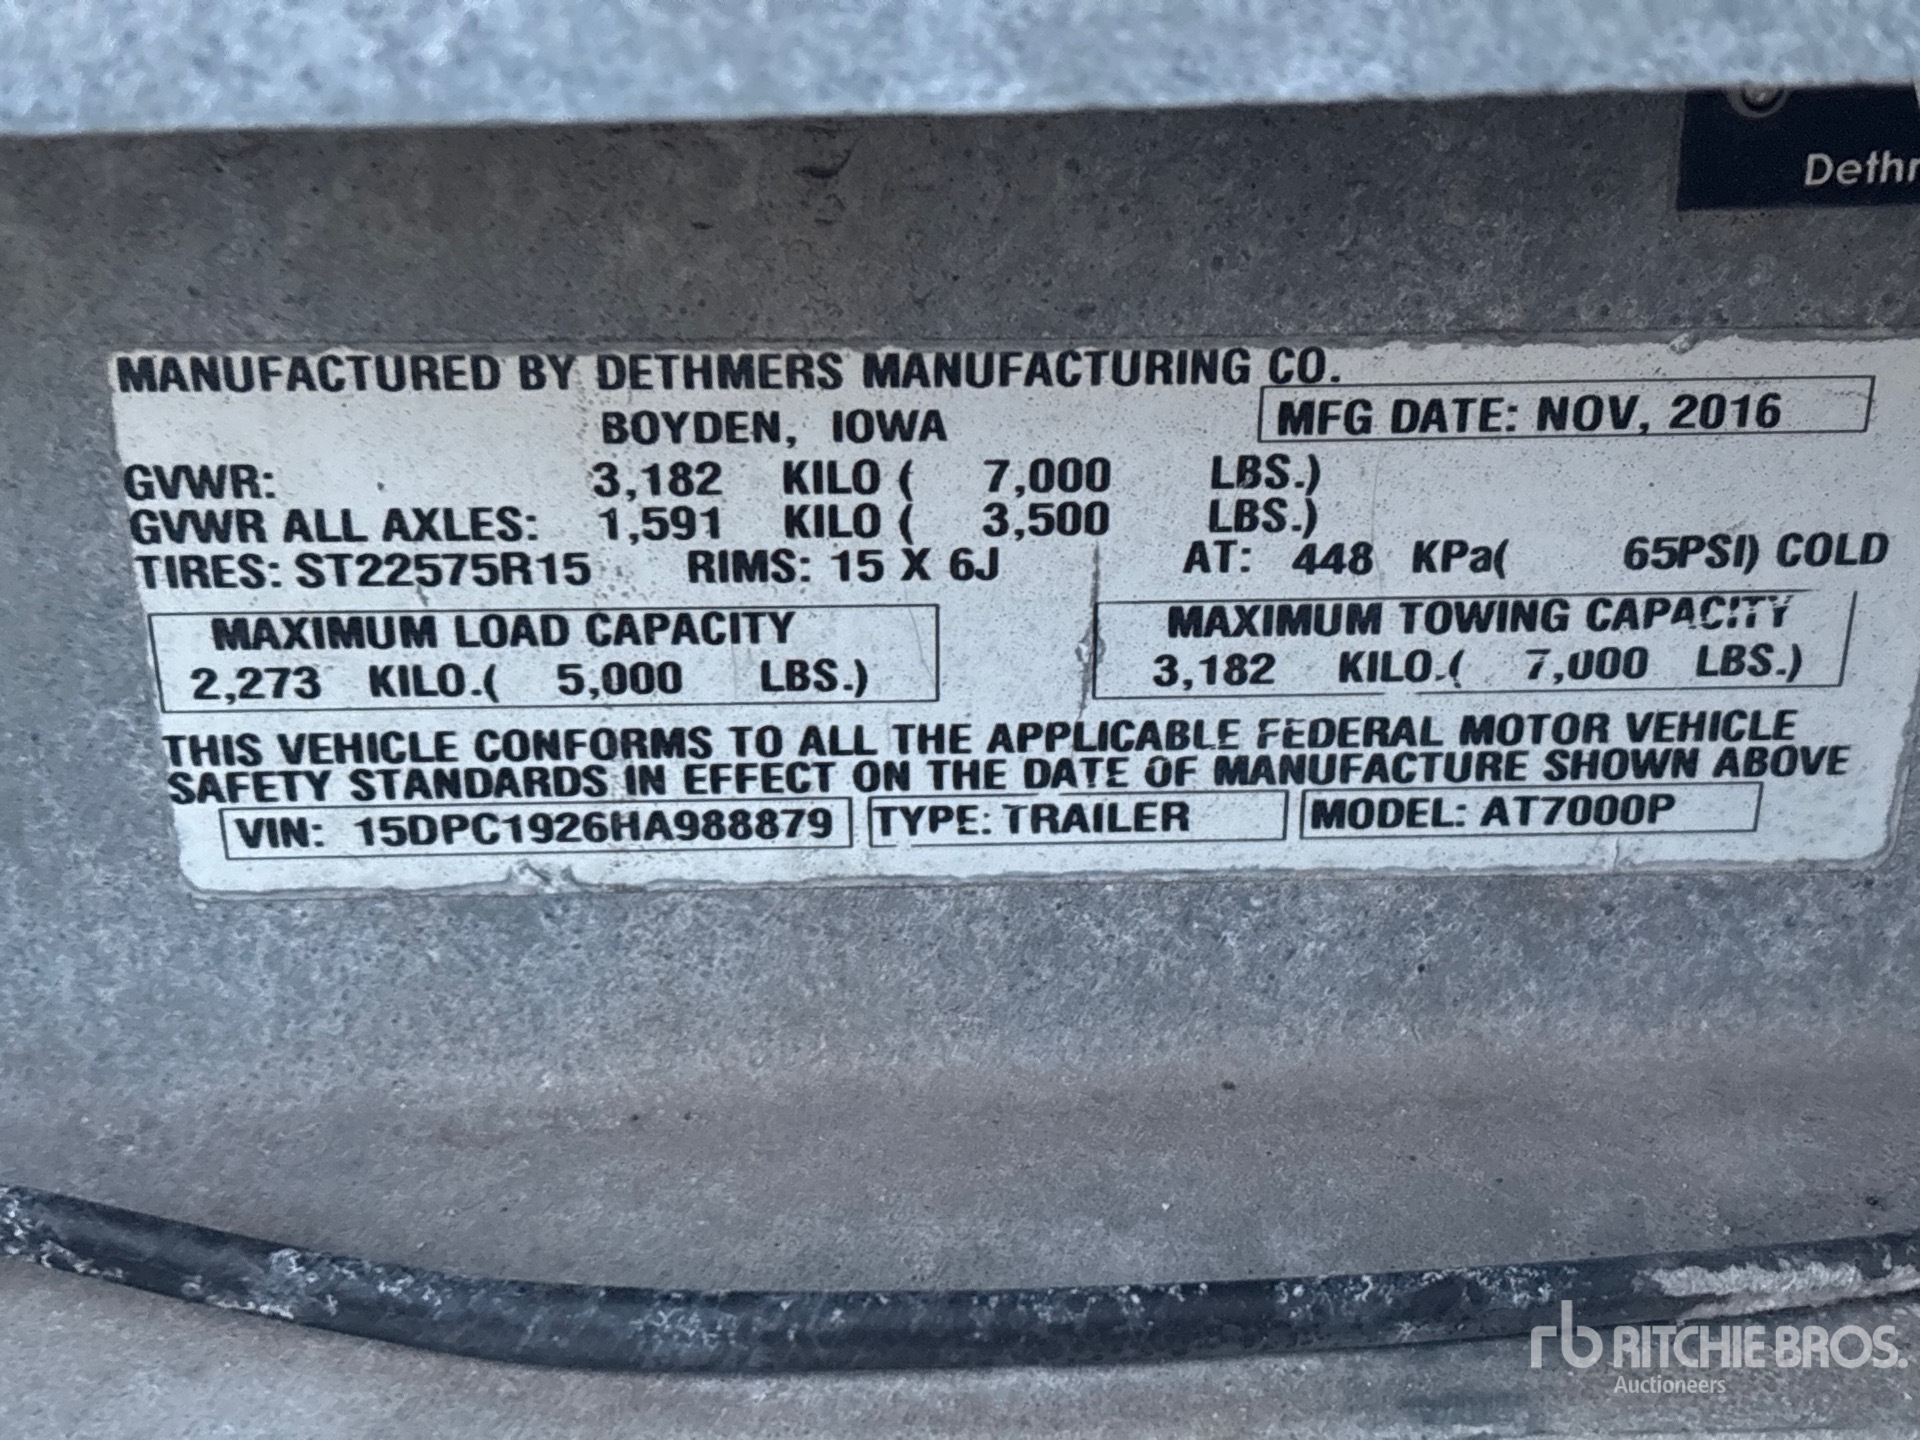 Dethr
MANUFACTURED BY DETHMERS MANUFACTURING CO.
BOYDEN, IOWA
MFG DATE: NOV, 2016
GVWR: 3,182 KILO ( 7,000 LBS.)
GVWR ALL AXLES: 1,591 KILO ( 3,500 LBS.)
TIRES: ST22575R15 RIMS: 15 X 6J AT: 448 KPa( 65PSI) COLD
MAXIMUM LOAD CAPACITY
2,273 KILO.( 5,000 LBS.)
MAXIMUM TOWING CAPACITY
3,182 KILO.( 7,000 LBS.)
THIS VEHICLE CONFORMS TO ALL THE APPLICABLE FEDERAL MOTOR VEHICLE
SAFETY STANDARDS IN EFFECT ON THE DATE OF MANUFACTURE SHOWN ABOVE
VIN: 15DPC1926HA988879 TYPE: TRAILER MODEL: AT7000P
rb RITCHIE BROS.
Auctioneers